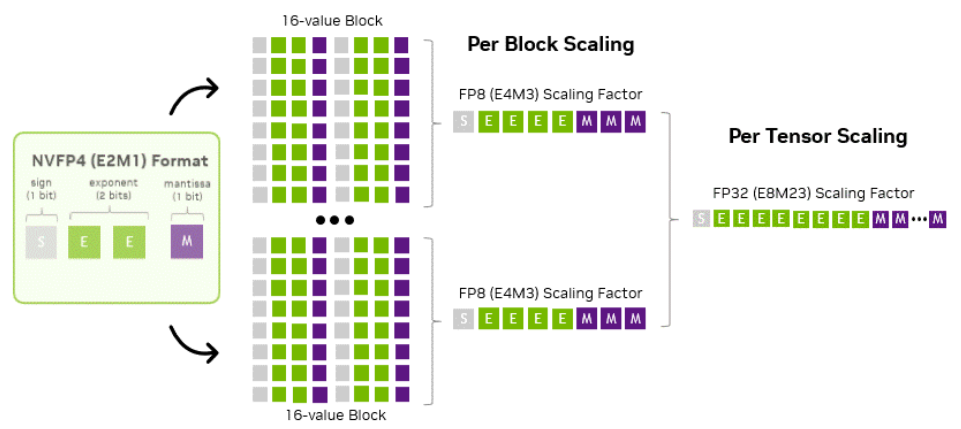 16-value Block
Per Block Scaling
FP8 (E4M3) Scaling Factor
S E E E E M M M
Per Tensor Scaling
NVFP4 (E2M1) Format
sign (1 bit)
exponent (2 bits)
mantissa (1 bit)
S E E M
FP32 (E8M23) Scaling Factor
S E E E E E E E E M M ••• M
•••
FP8 (E4M3) Scaling Factor
S E E E E M M M
16-value Block